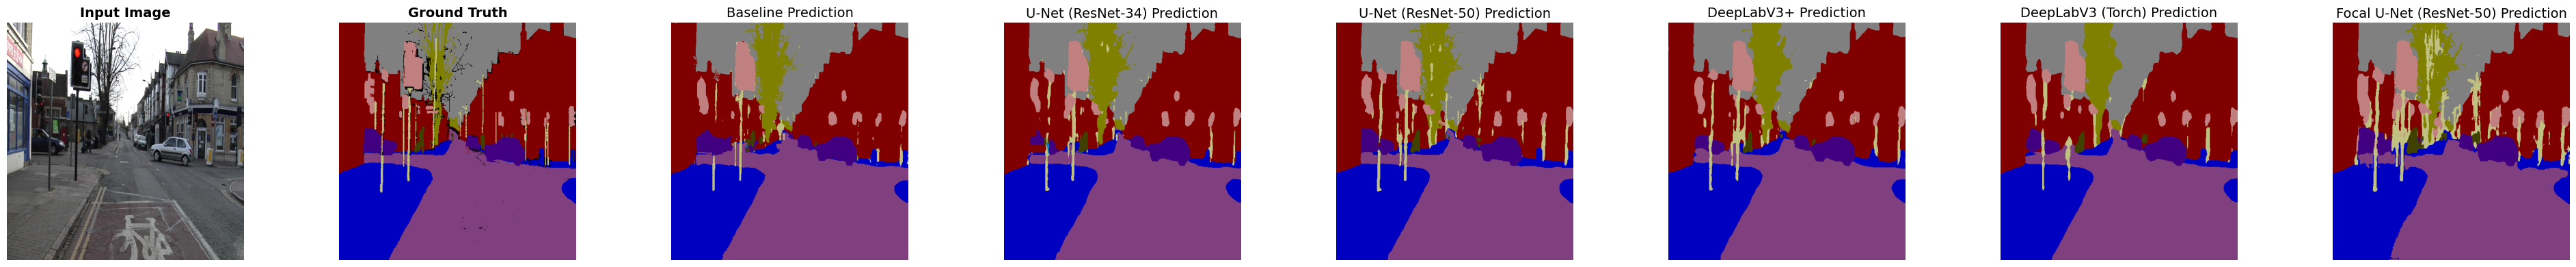 Input Image
Ground Truth
Baseline Prediction
U-Net (ResNet-34) Prediction
U-Net (ResNet-50) Prediction
DeepLabV3+ Prediction
DeepLabV3 (Torch) Prediction
Focal U-Net (ResNet-50) Prediction